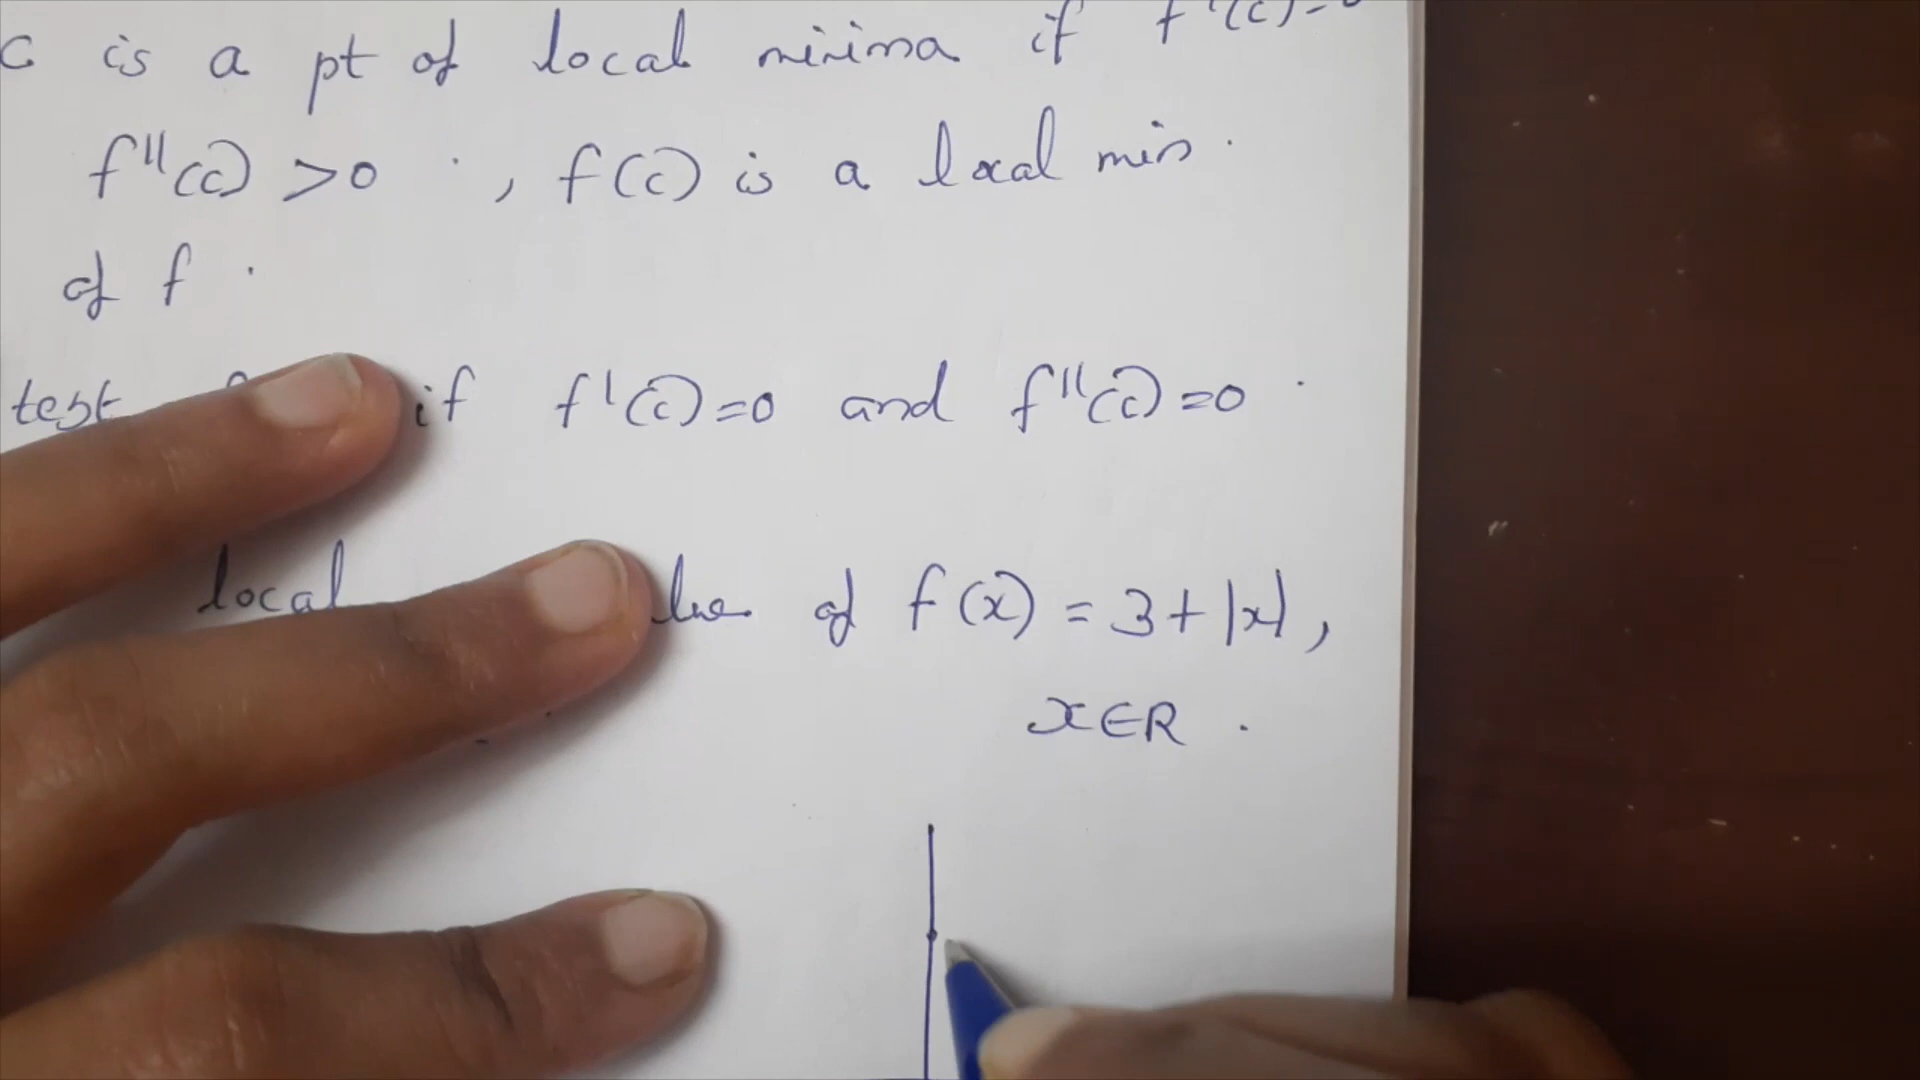 c is a pt of local minima if f'(c)=0
f''(c) >0 , f(c) is a local min.
of f.
test if f'(c)=0 and f''(c)=0.
local of f(x) = 3+|x|,
x∈R.